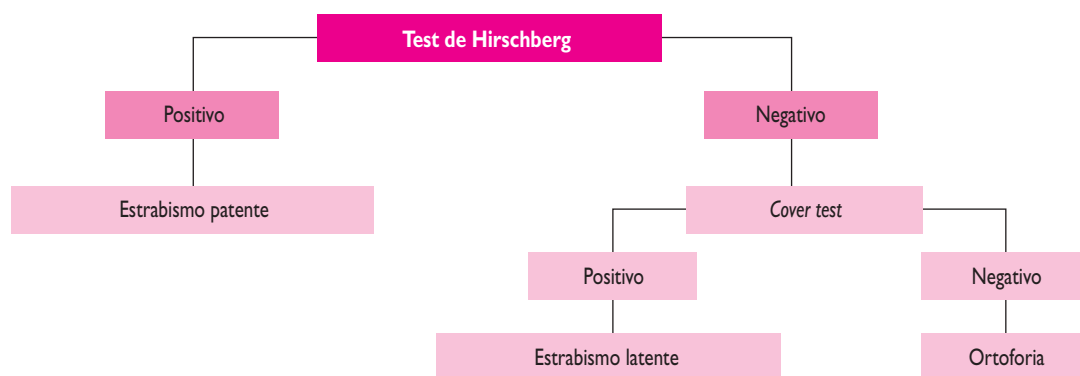 Test de Hirschberg
Positivo
Negativo
Estrabismo patente
Cover test
Positivo
Negativo
Estrabismo latente
Ortoforia